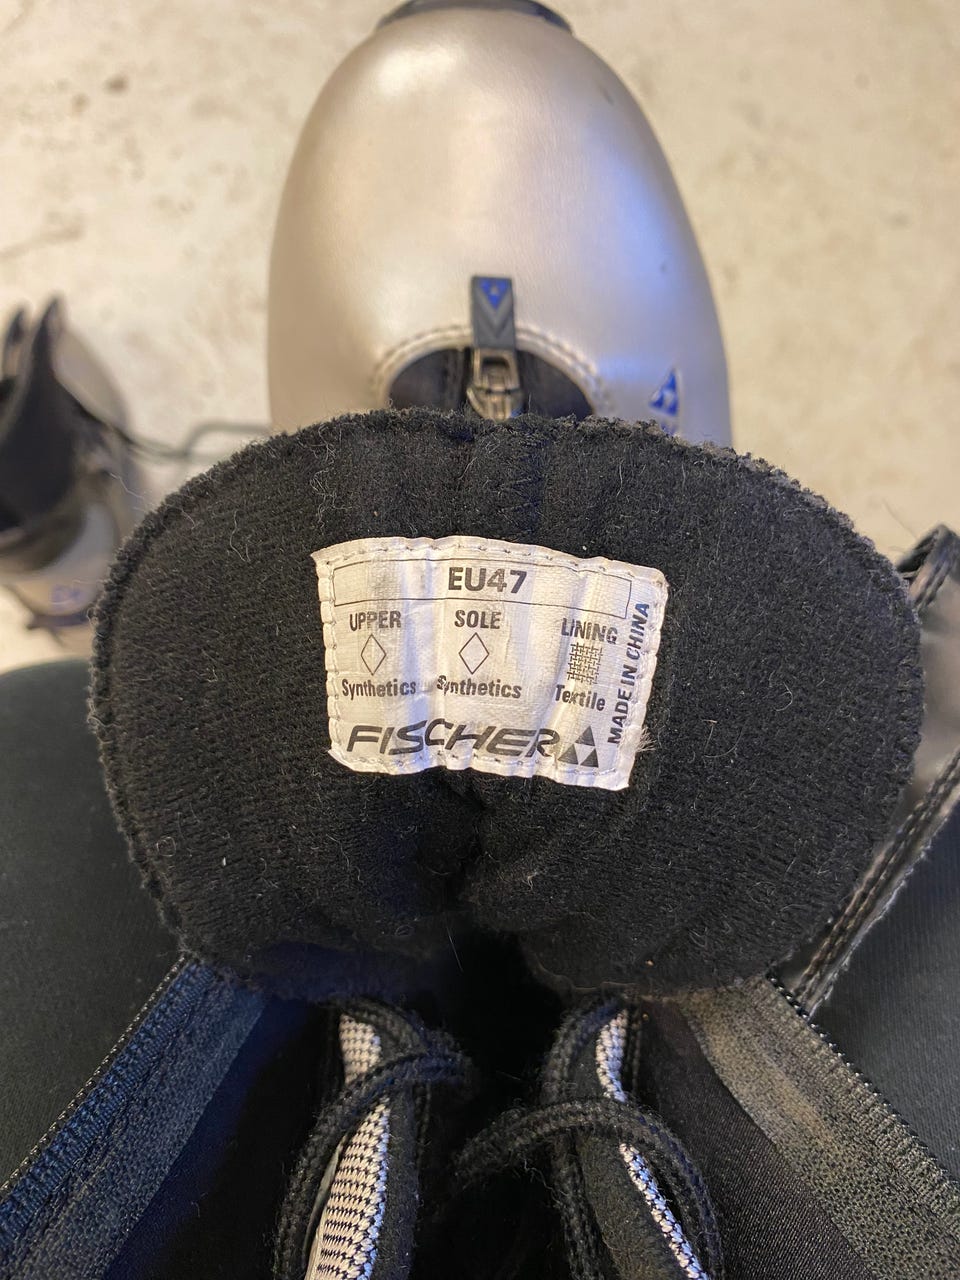 EU47
UPPER SOLE LINING
Synthetics Synthetics Textile
MADE IN CHINA
FISCHER